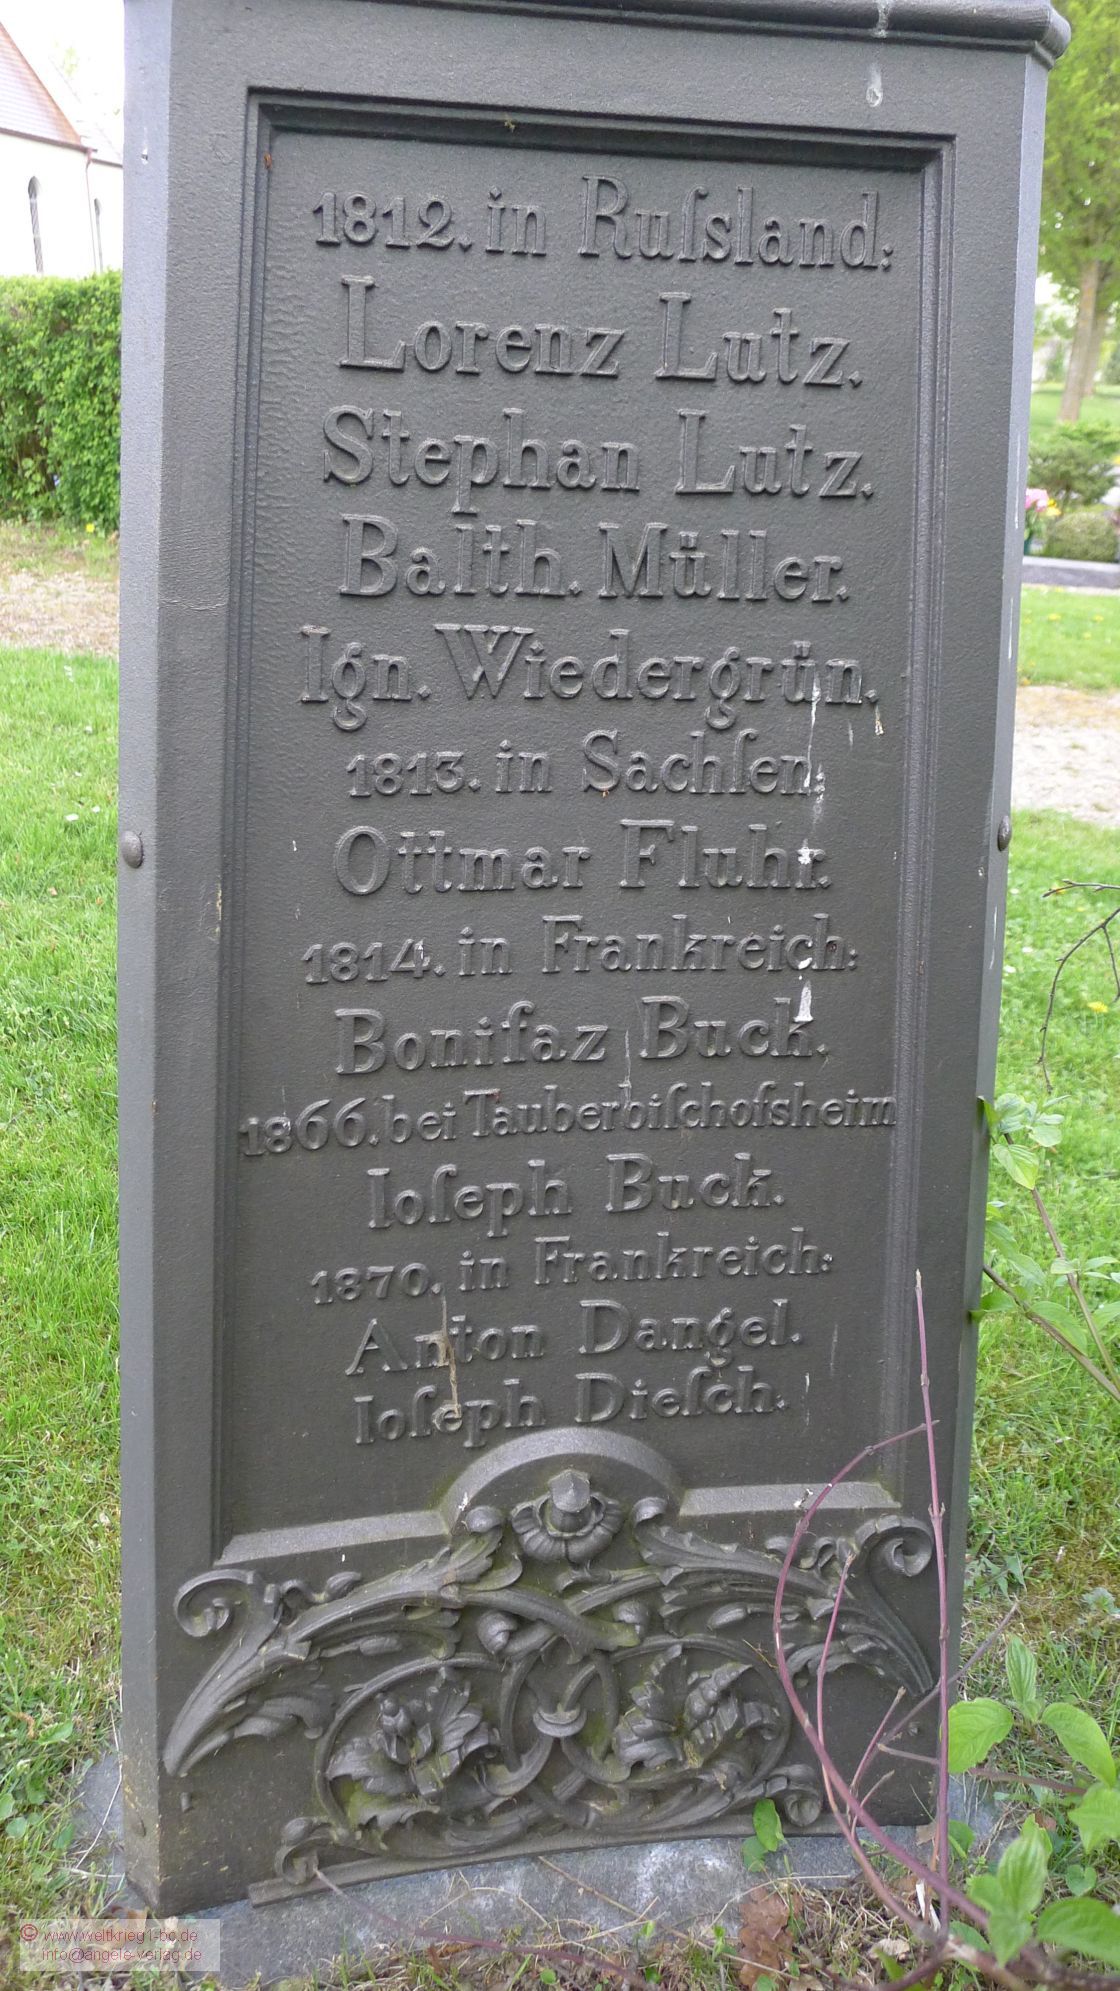 1812. in Ruſsland:
Lorenz Lutz.
Stephan Lutz.
Balth. Müller.
Ign. Wiedergrün.
1813. in Sachſen:
Ottmar Fluhr.
1814. in Frankreich:
Bonifaz Buck.
1866. bei Tauberbiſchofsheim
Ioſeph Buck.
1870. in Frankreich:
Anton Dangel.
Ioſeph Dieſch.
© www.weltkrieg1-bc.de
info@angele-verlag.de